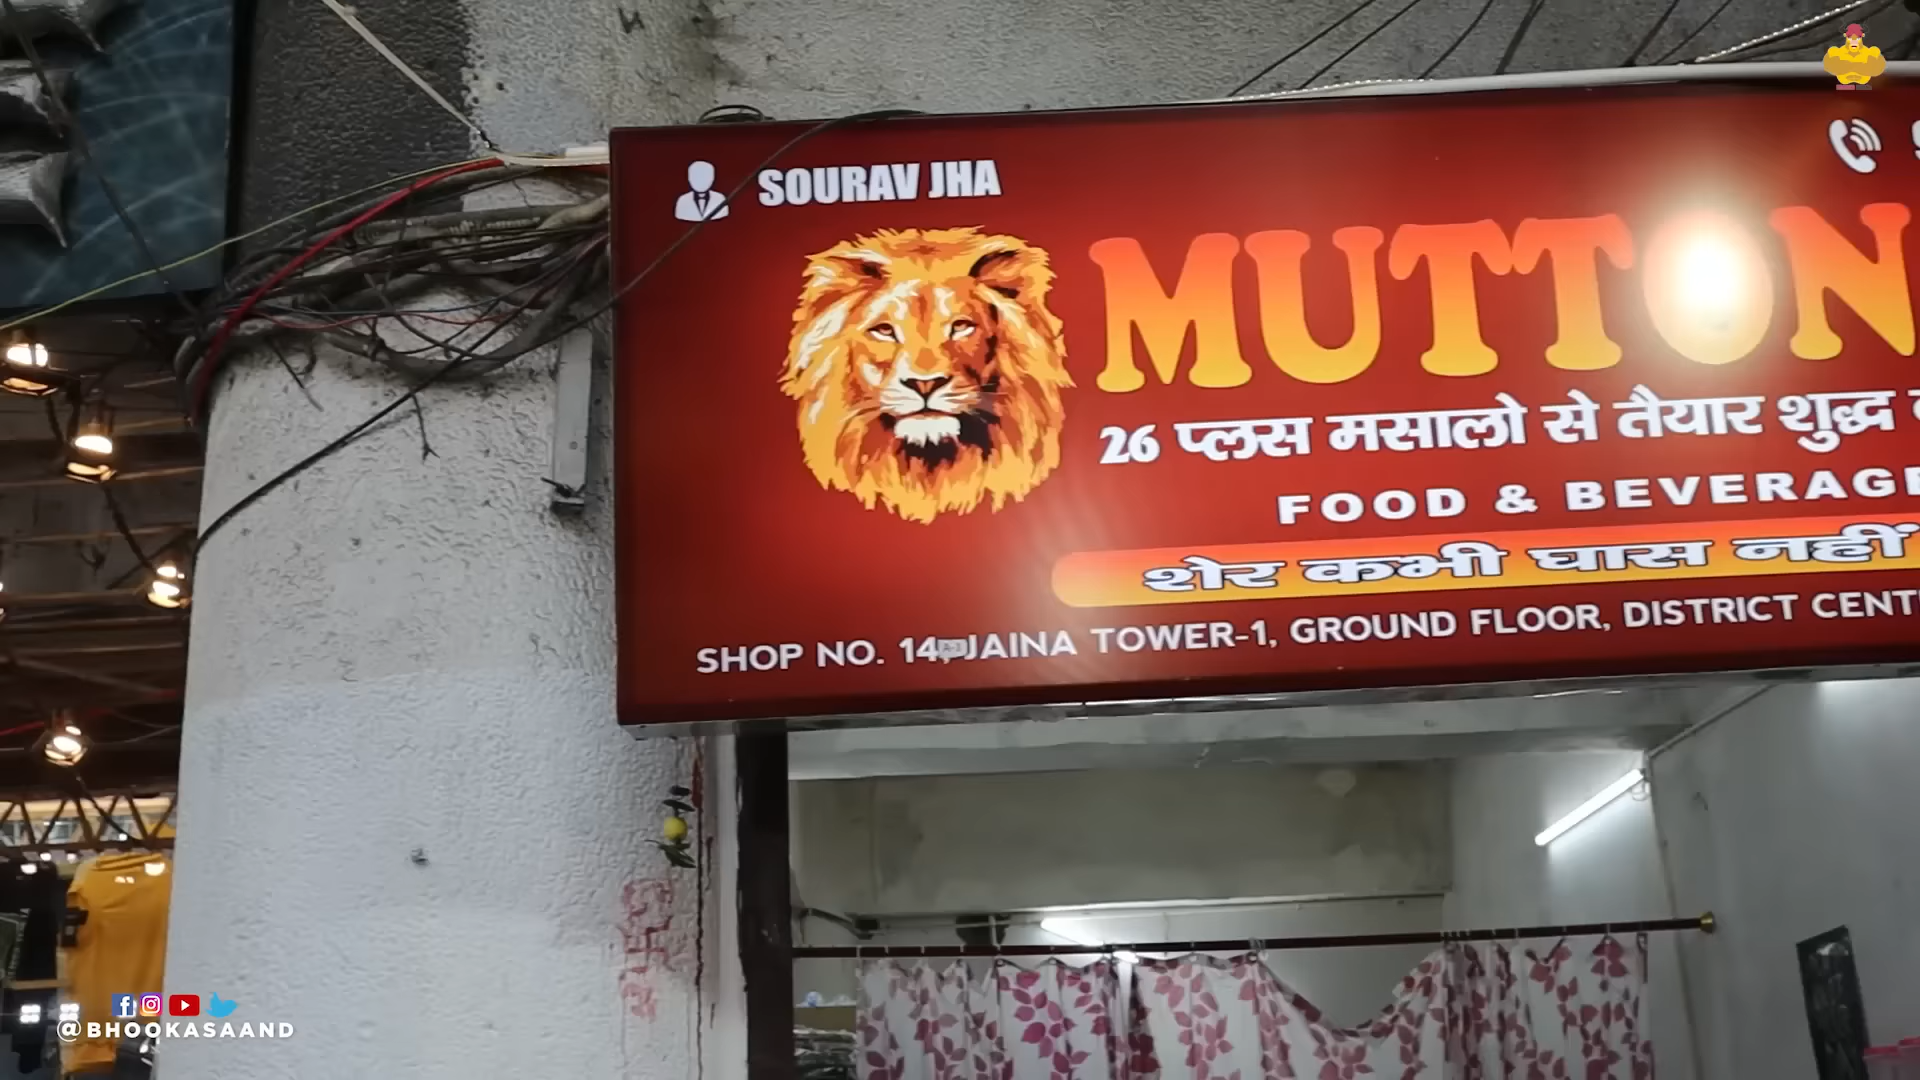 SOURAV JHA
MUTTON
26 प्लस मसालो से तैयार शुद्ध
FOOD & BEVERAGE
शेर कभी घास नहीं
SHOP NO. 14, JAINA TOWER-1, GROUND FLOOR, DISTRICT CENT
@BHOOKASAAND